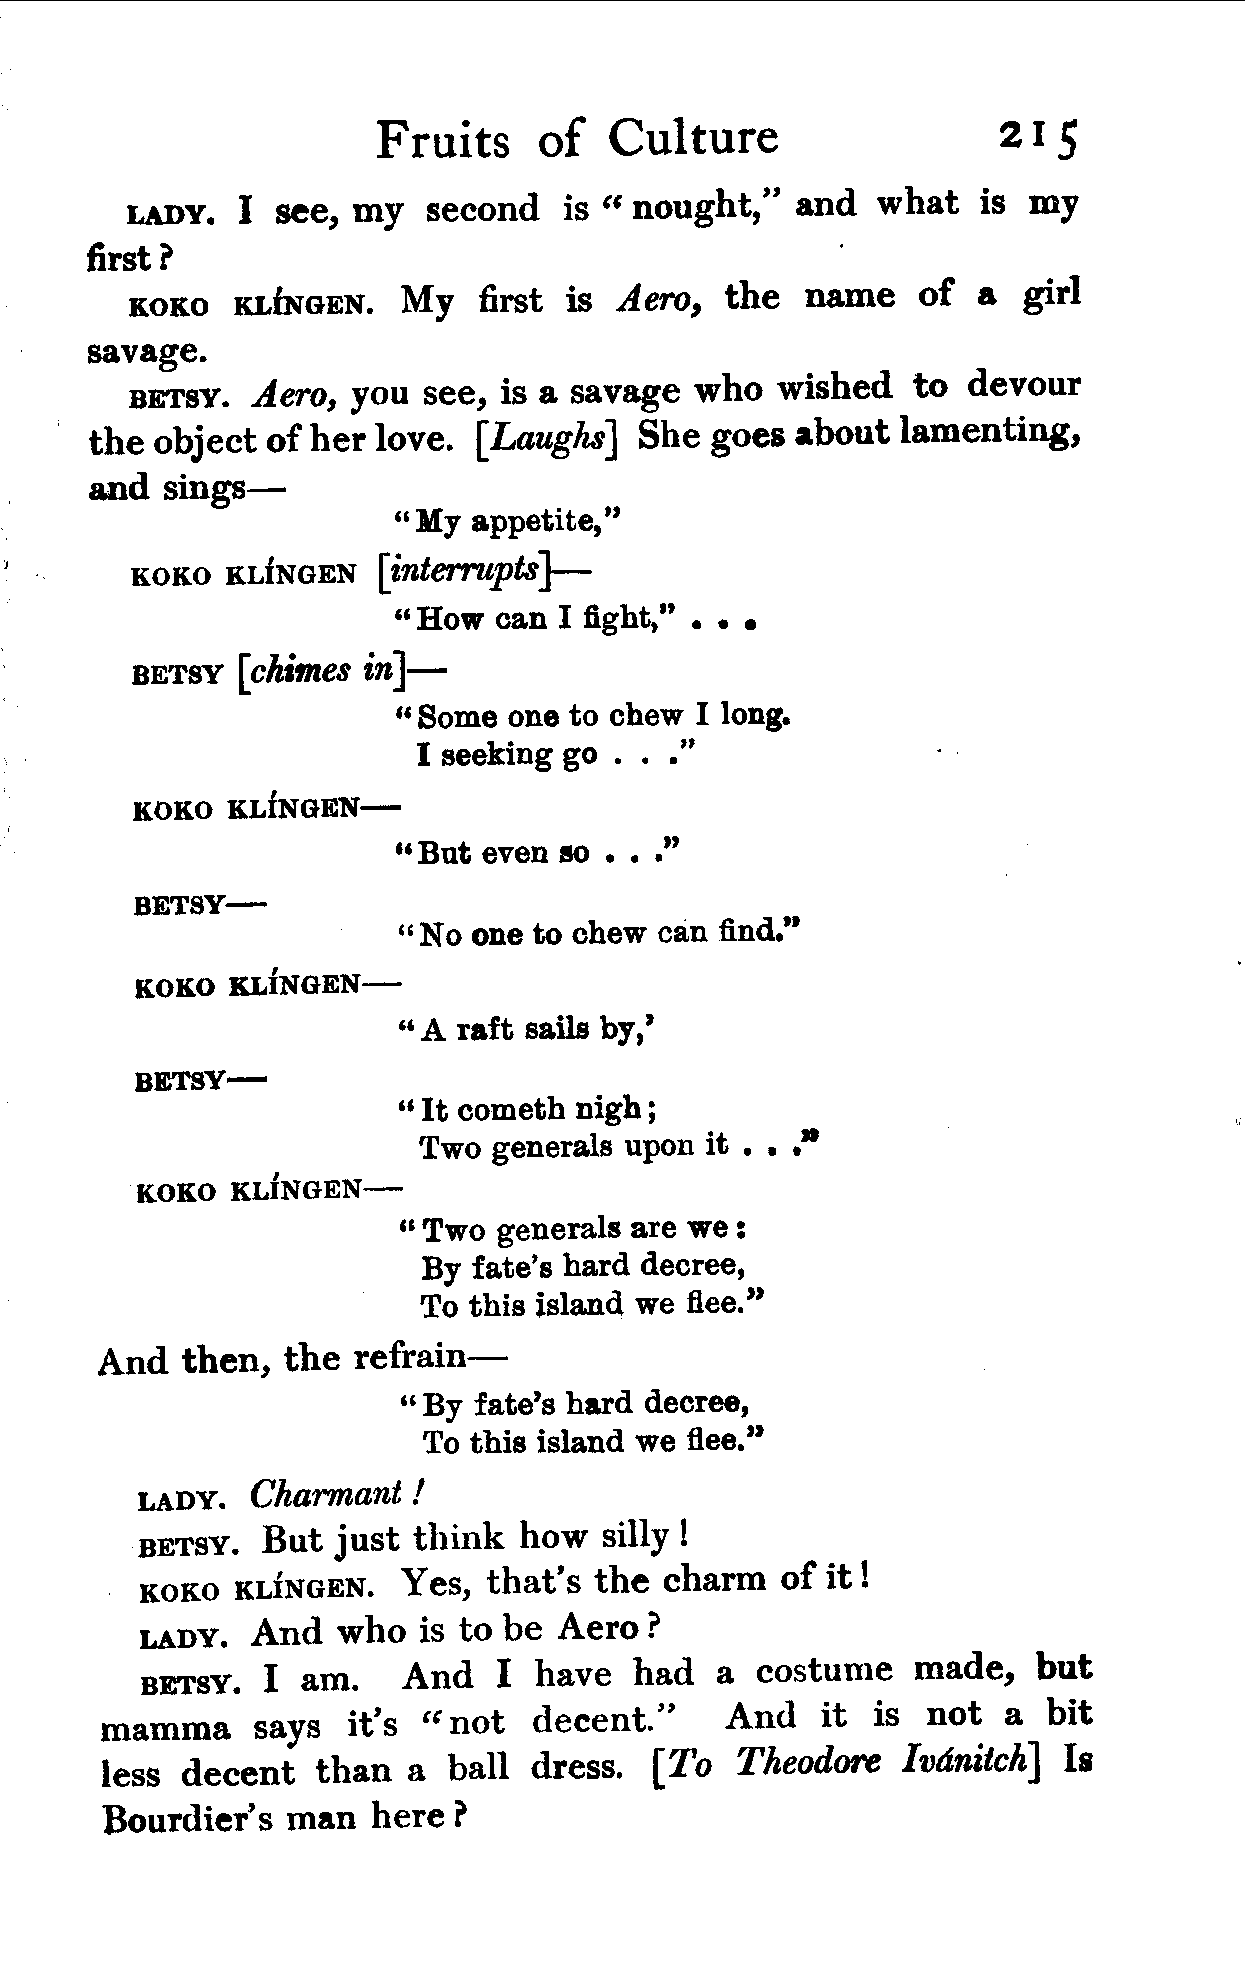 Fruits of Culture 215
LADY. I see, my second is “nought,” and what is my
first?
KOKO KLÍNGEN. My first is Aero, the name of a girl
savage.
BETSY. Aero, you see, is a savage who wished to devour
the object of her love. [Laughs] She goes about lamenting,
and sings—
“My appetite,”
KOKO KLÍNGEN [interrupts]—
“How can I fight,” . . .
BETSY [chimes in]—
“Some one to chew I long.
I seeking go . . .”
KOKO KLÍNGEN—
“But even so . . .”
BETSY—
“No one to chew can find.”
KOKO KLÍNGEN—
“A raft sails by,’
BETSY—
“It cometh nigh;
Two generals upon it . . .”
KOKO KLÍNGEN—
“Two generals are we:
By fate’s hard decree,
To this island we flee.”
And then, the refrain—
“By fate’s hard decree,
To this island we flee.”
LADY. Charmant!
BETSY. But just think how silly!
KOKO KLÍNGEN. Yes, that’s the charm of it!
LADY. And who is to be Aero?
BETSY. I am. And I have had a costume made, but
mamma says it’s “not decent.” And it is not a bit
less decent than a ball dress. [To Theodore Ivánitch] Is
Bourdier’s man here?